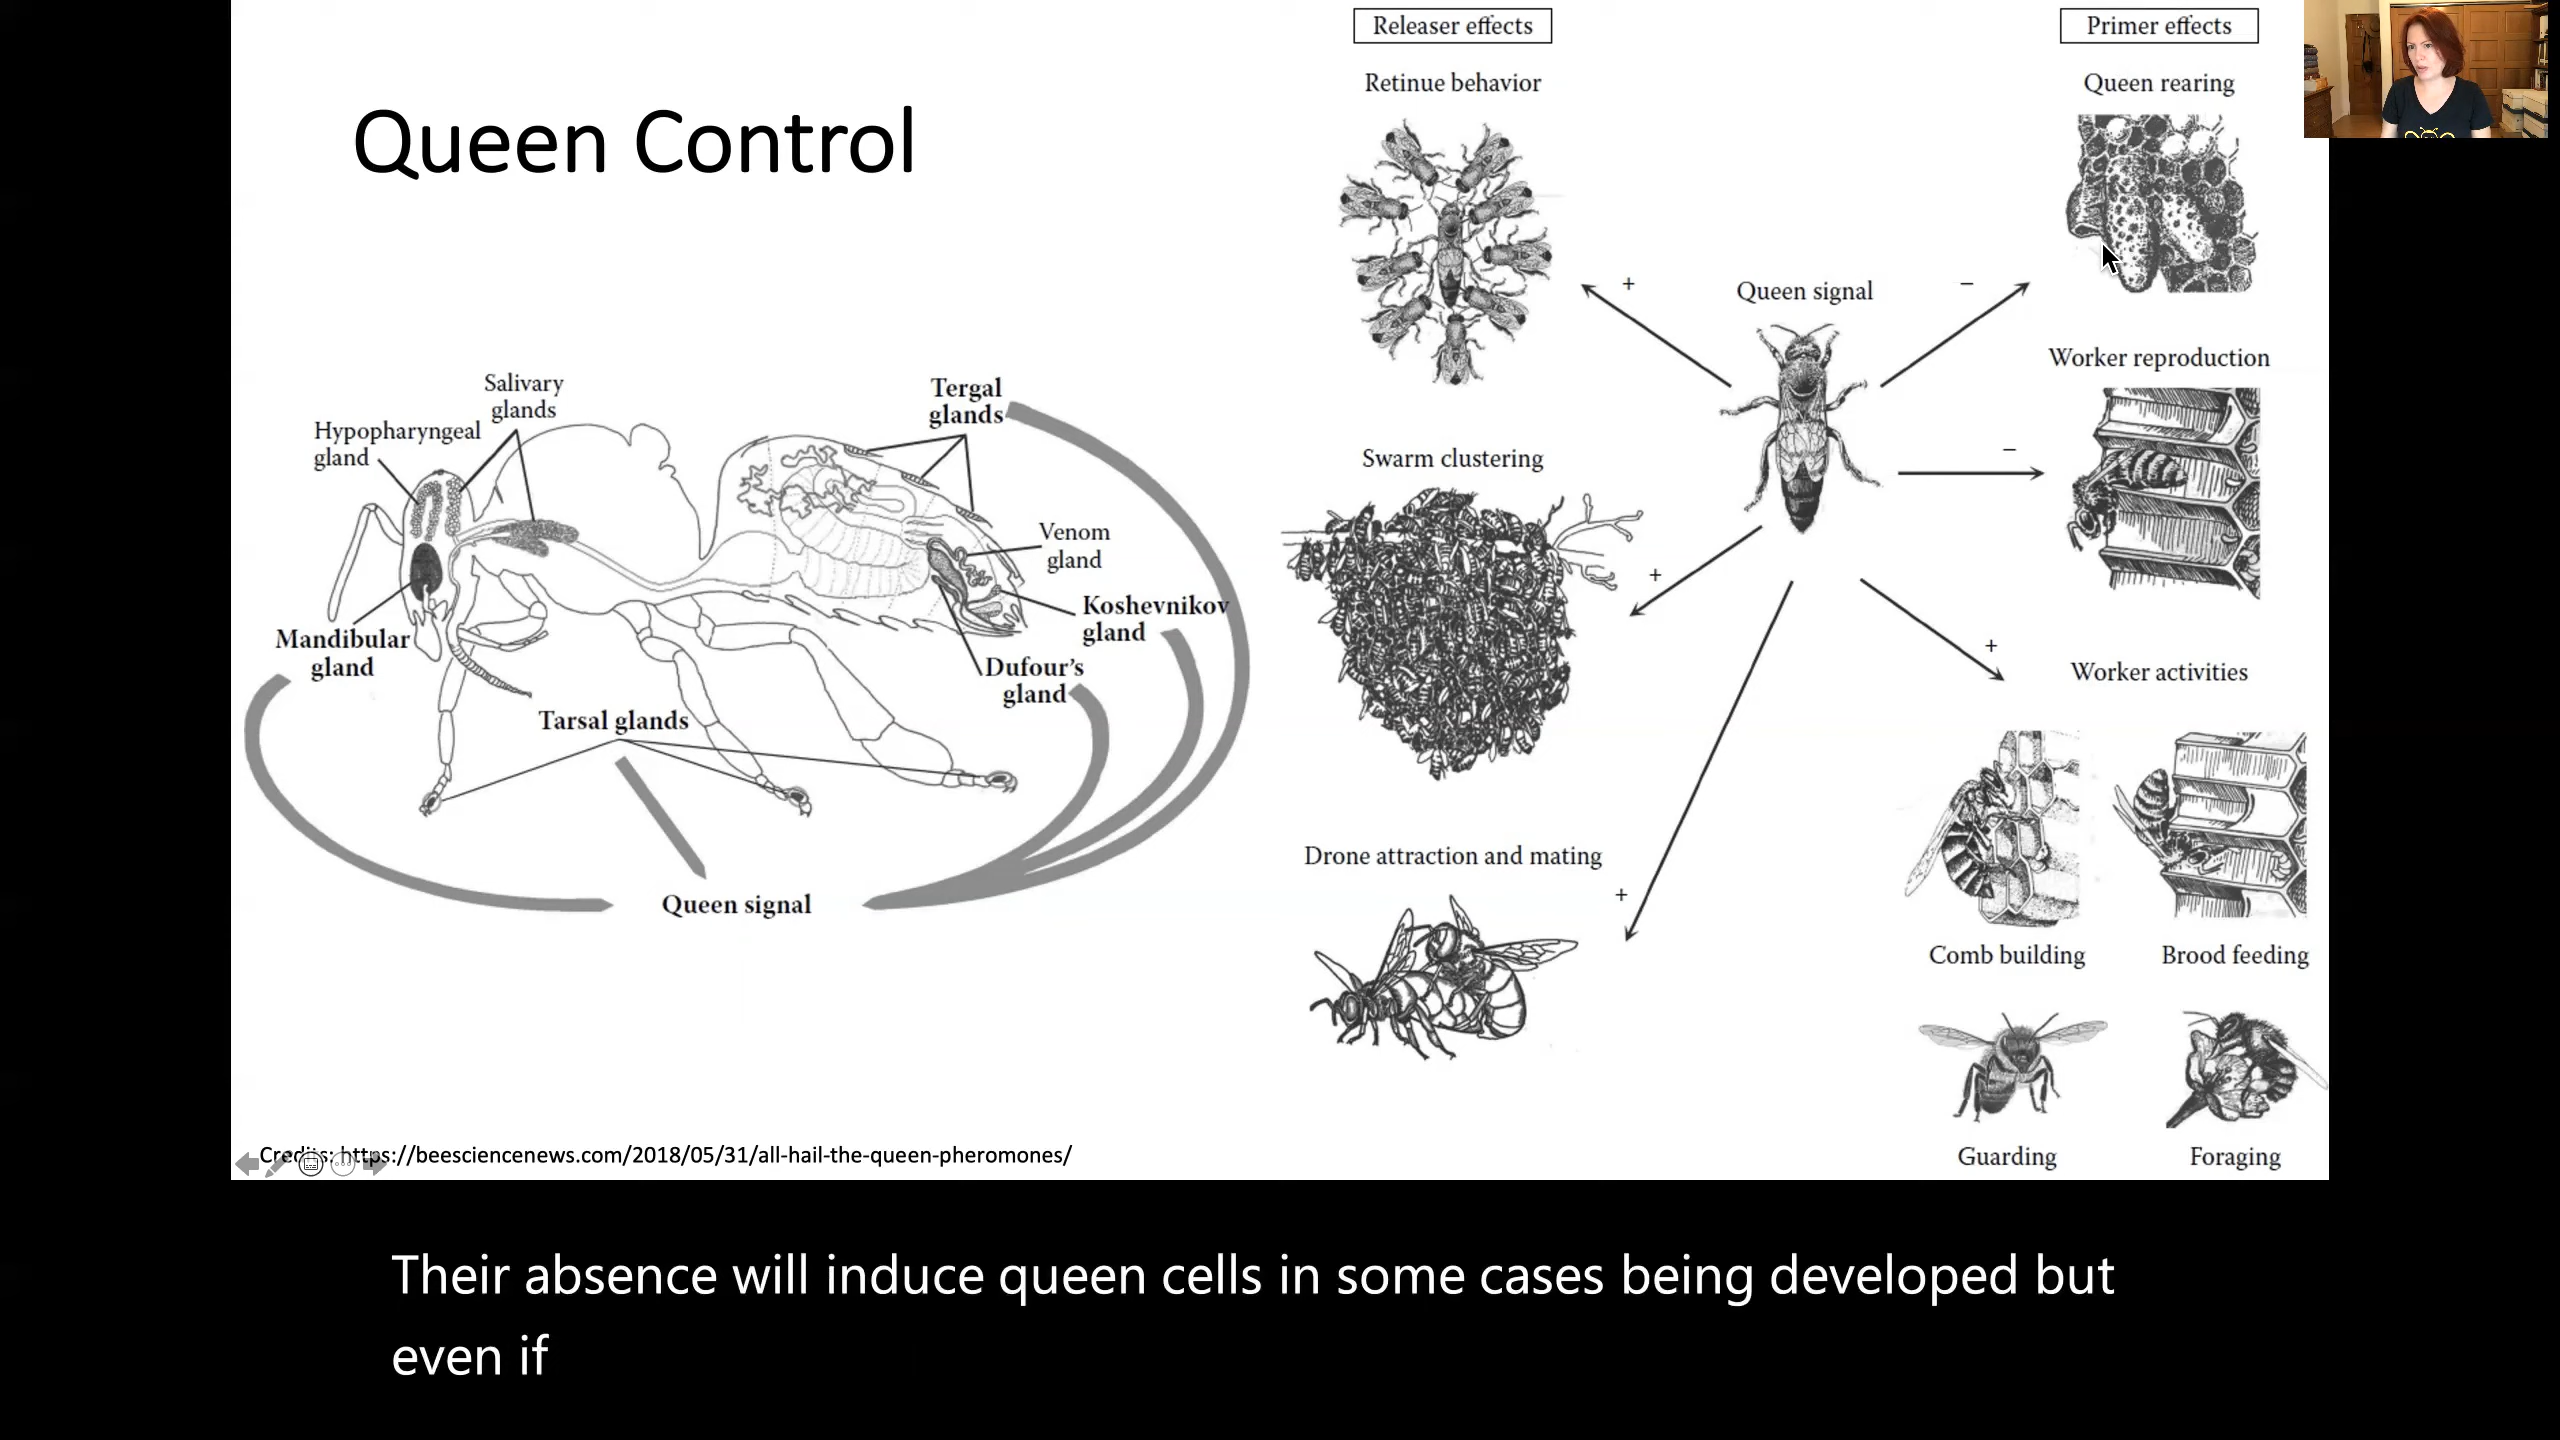 Queen Control
Salivary
glands
Hypopharyngeal
gland
Tergal
glands
Venom
gland
Koshevnikov
gland
Dufour's
gland
Mandibular
gland
Tarsal glands
Queen signal
Releaser effects
Retinue behavior
Swarm clustering
Drone attraction and mating
Queen signal
+
+
+
−
−
+
Primer effects
Queen rearing
Worker reproduction
Worker activities
Comb building
Brood feeding
Guarding
Foraging
Credits: https://beesciencenews.com/2018/05/31/all-hail-the-queen-pheromones/
Their absence will induce queen cells in some cases being developed but
even if